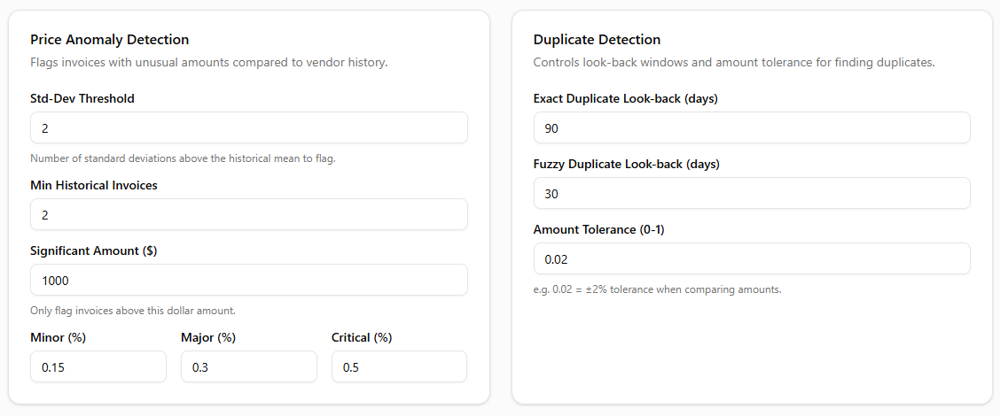 Price Anomaly Detection
Flags invoices with unusual amounts compared to vendor history.
Std-Dev Threshold
2
Number of standard deviations above the historical mean to flag.
Min Historical Invoices
2
Significant Amount ($)
1000
Only flag invoices above this dollar amount.
Minor (%) Major (%) Critical (%)
0.15 0.3 0.5
Duplicate Detection
Controls look-back windows and amount tolerance for finding duplicates.
Exact Duplicate Look-back (days)
90
Fuzzy Duplicate Look-back (days)
30
Amount Tolerance (0-1)
0.02
e.g. 0.02 = ±2% tolerance when comparing amounts.